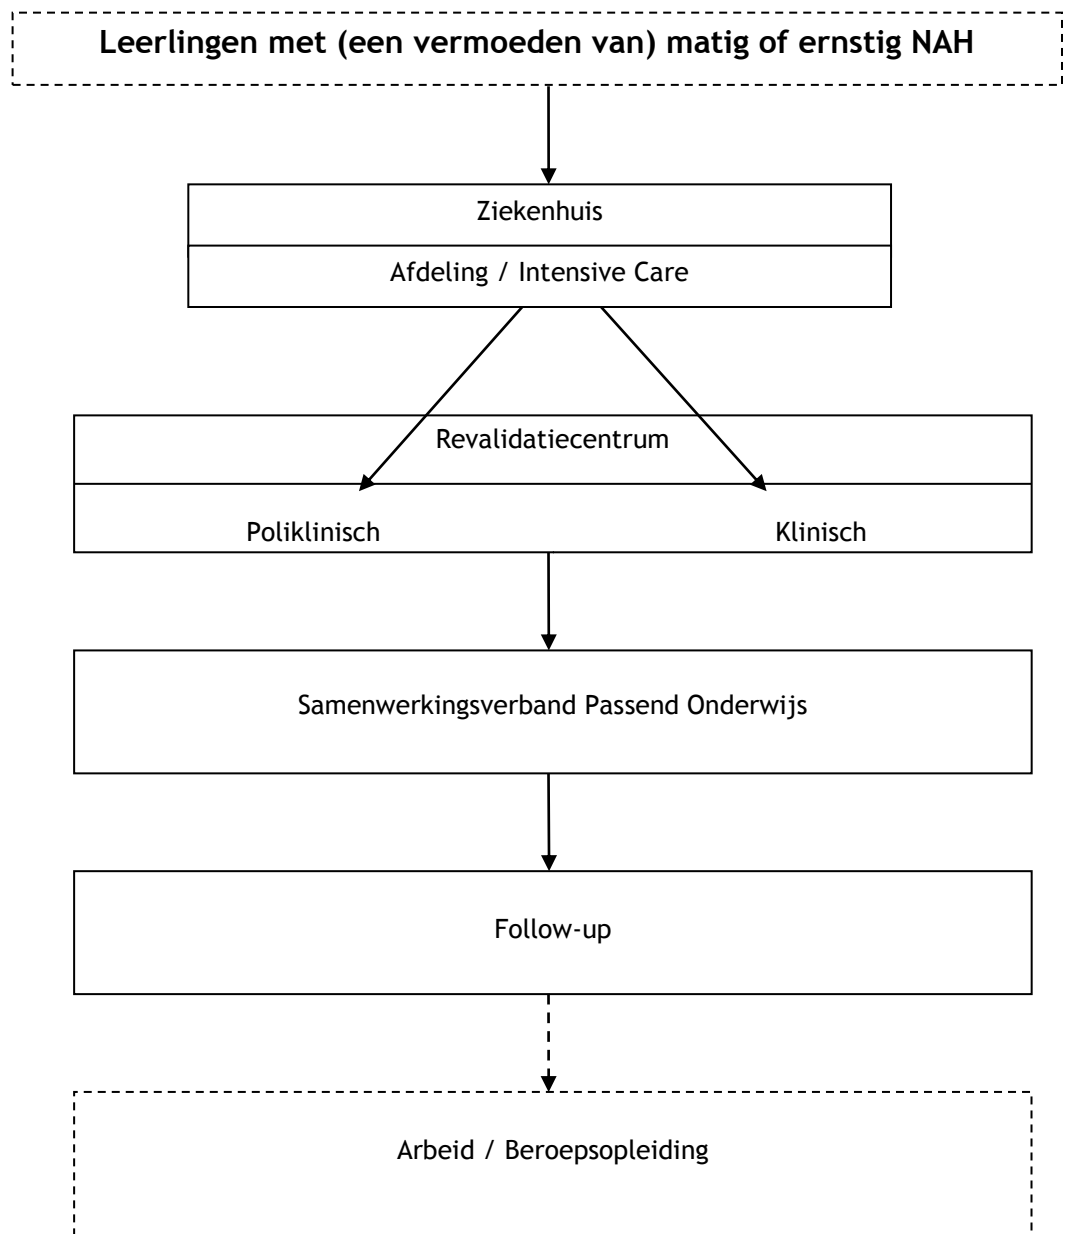 Leerlingen met (een vermoeden van) matig of ernstig NAH
Ziekenhuis
Afdeling / Intensive Care
Revalidatiecentrum
Poliklinisch
Klinisch
Samenwerkingsverband Passend Onderwijs
Follow-up
Arbeid / Beroepsopleiding